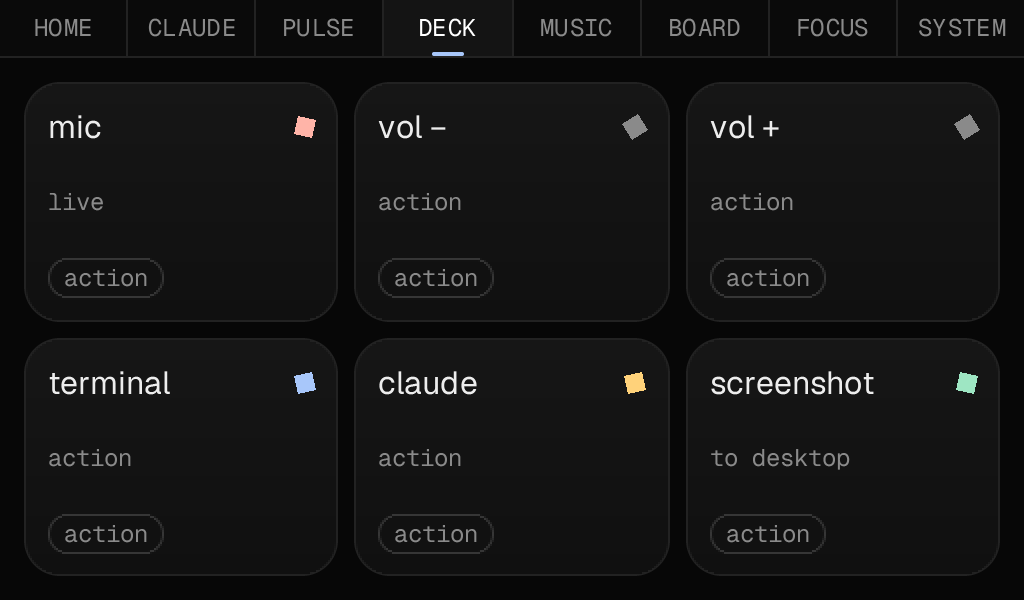 HOME CLAUDE PULSE DECK MUSIC BOARD FOCUS SYSTEM
mic
live
action
vol –
action
action
vol +
action
action
terminal
action
action
claude
action
action
screenshot
to desktop
action